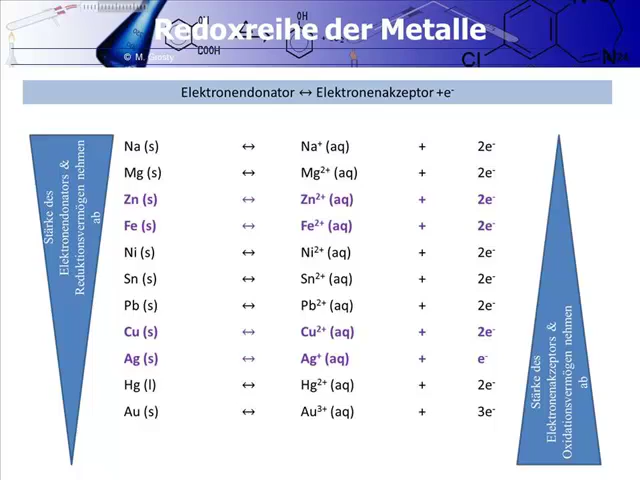 Redoxreihe der Metalle
O
OH
COOH
Cl
N
© M. Giesty
Elektronendonator ↔ Elektronenakzeptor +e⁻
Na (s) ↔ Na⁺ (aq) + 2e⁻
Mg (s) ↔ Mg²⁺ (aq) + 2e⁻
Zn (s) ↔ Zn²⁺ (aq) + 2e⁻
Fe (s) ↔ Fe²⁺ (aq) + 2e⁻
Ni (s) ↔ Ni²⁺ (aq) + 2e⁻
Sn (s) ↔ Sn²⁺ (aq) + 2e⁻
Pb (s) ↔ Pb²⁺ (aq) + 2e⁻
Cu (s) ↔ Cu²⁺ (aq) + 2e⁻
Ag (s) ↔ Ag⁺ (aq) + e⁻
Hg (l) ↔ Hg²⁺ (aq) + 2e⁻
Au (s) ↔ Au³⁺ (aq) + 3e⁻
Stärke des
Elektronendonators &
Reduktionsvermögen nehmen
ab
Stärke des
Elektronenakzeptors &
Oxidationsvermögen nehmen
ab